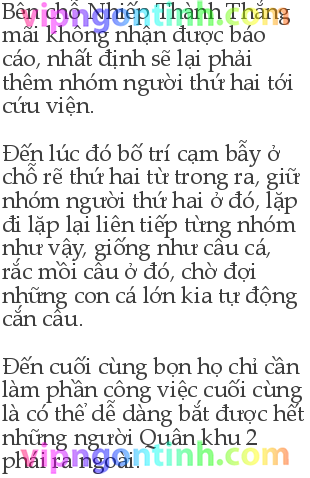 Bên chỗ Nhiếp Thành Thắng
mãi không nhận được báo
cáo, nhất định sẽ lại phải
thêm nhóm người thứ hai tới
cứu viện.
Đến lúc đó bố trí cạm bẫy ở
chỗ rẽ thứ hai từ trong ra, giữ
nhóm người thứ hai ở đó, lặp
đi lặp lại liên tiếp từng nhóm
như vậy, giống như câu cá,
rắc mồi câu ở đó, chờ đợi
những con cá lớn kia tự động
cắn câu.
Đến cuối cùng bọn họ chỉ cần
làm phần công việc cuối cùng
là có thể dễ dàng bắt được hết
những người Quân khu 2
phái ra ngoài.
vipngontinh.com
vipngontinh.com